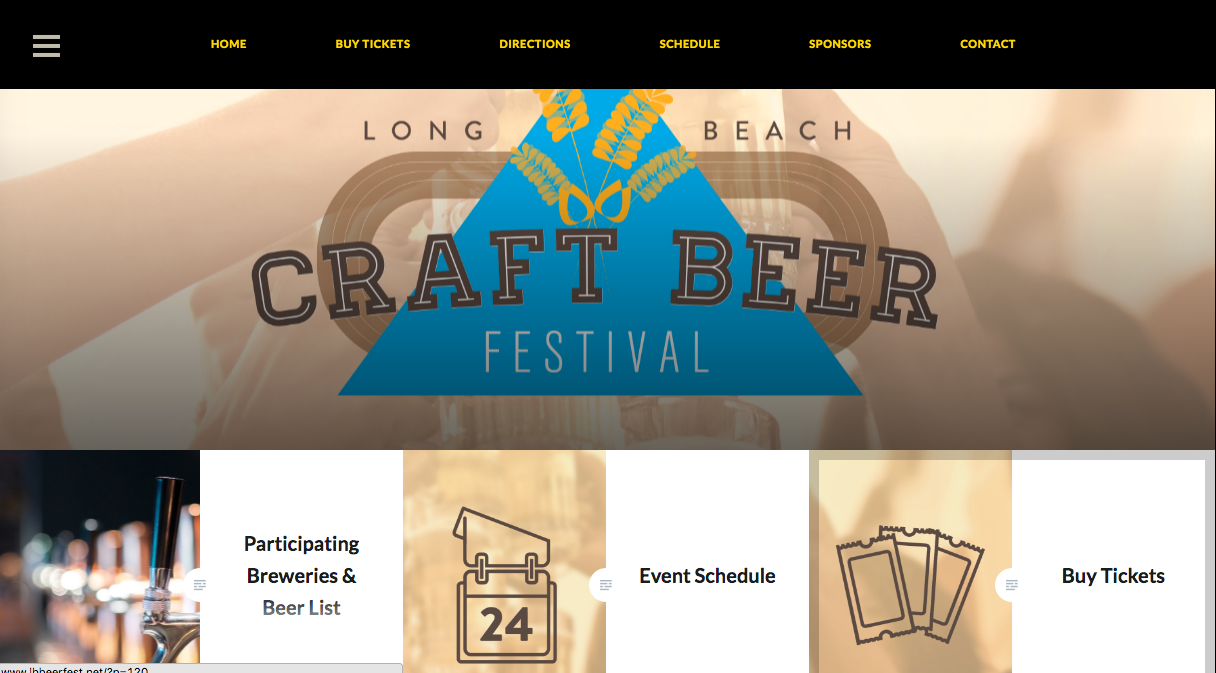 HOME BUY TICKETS DIRECTIONS SCHEDULE SPONSORS CONTACT
LONG BEACH
CRAFT BEER
FESTIVAL
Participating
Breweries &
Beer List
24
Event Schedule
Buy Tickets
www.lbbeerfest.net/?p=120